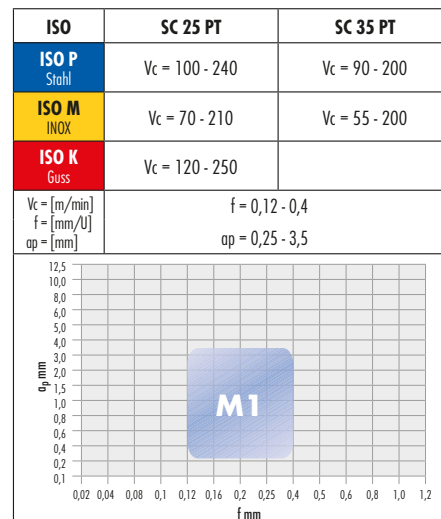 ISO SC 25 PT SC 35 PT
ISO P
Stahl
Vc = 100 - 240 Vc = 90 - 200
ISO M
INOX
Vc = 70 - 210 Vc = 55 - 200
ISO K
Guss
Vc = 120 - 250
Vc = [m/min]
f = [mm/U]
ap = [mm]
f = 0,12 - 0,4
ap = 0,25 - 3,5
12,5
10,0
8,0
6,0
5,0
4,0
3,0
2,0
1,5
1,0
0,8
0,6
0,4
0,2
0,1
ap mm
M1
0,02 0,04 0,08 0,1 0,12 0,16 0,2 0,25 0,4 0,5 0,6 0,8 1,0 1,2
f mm